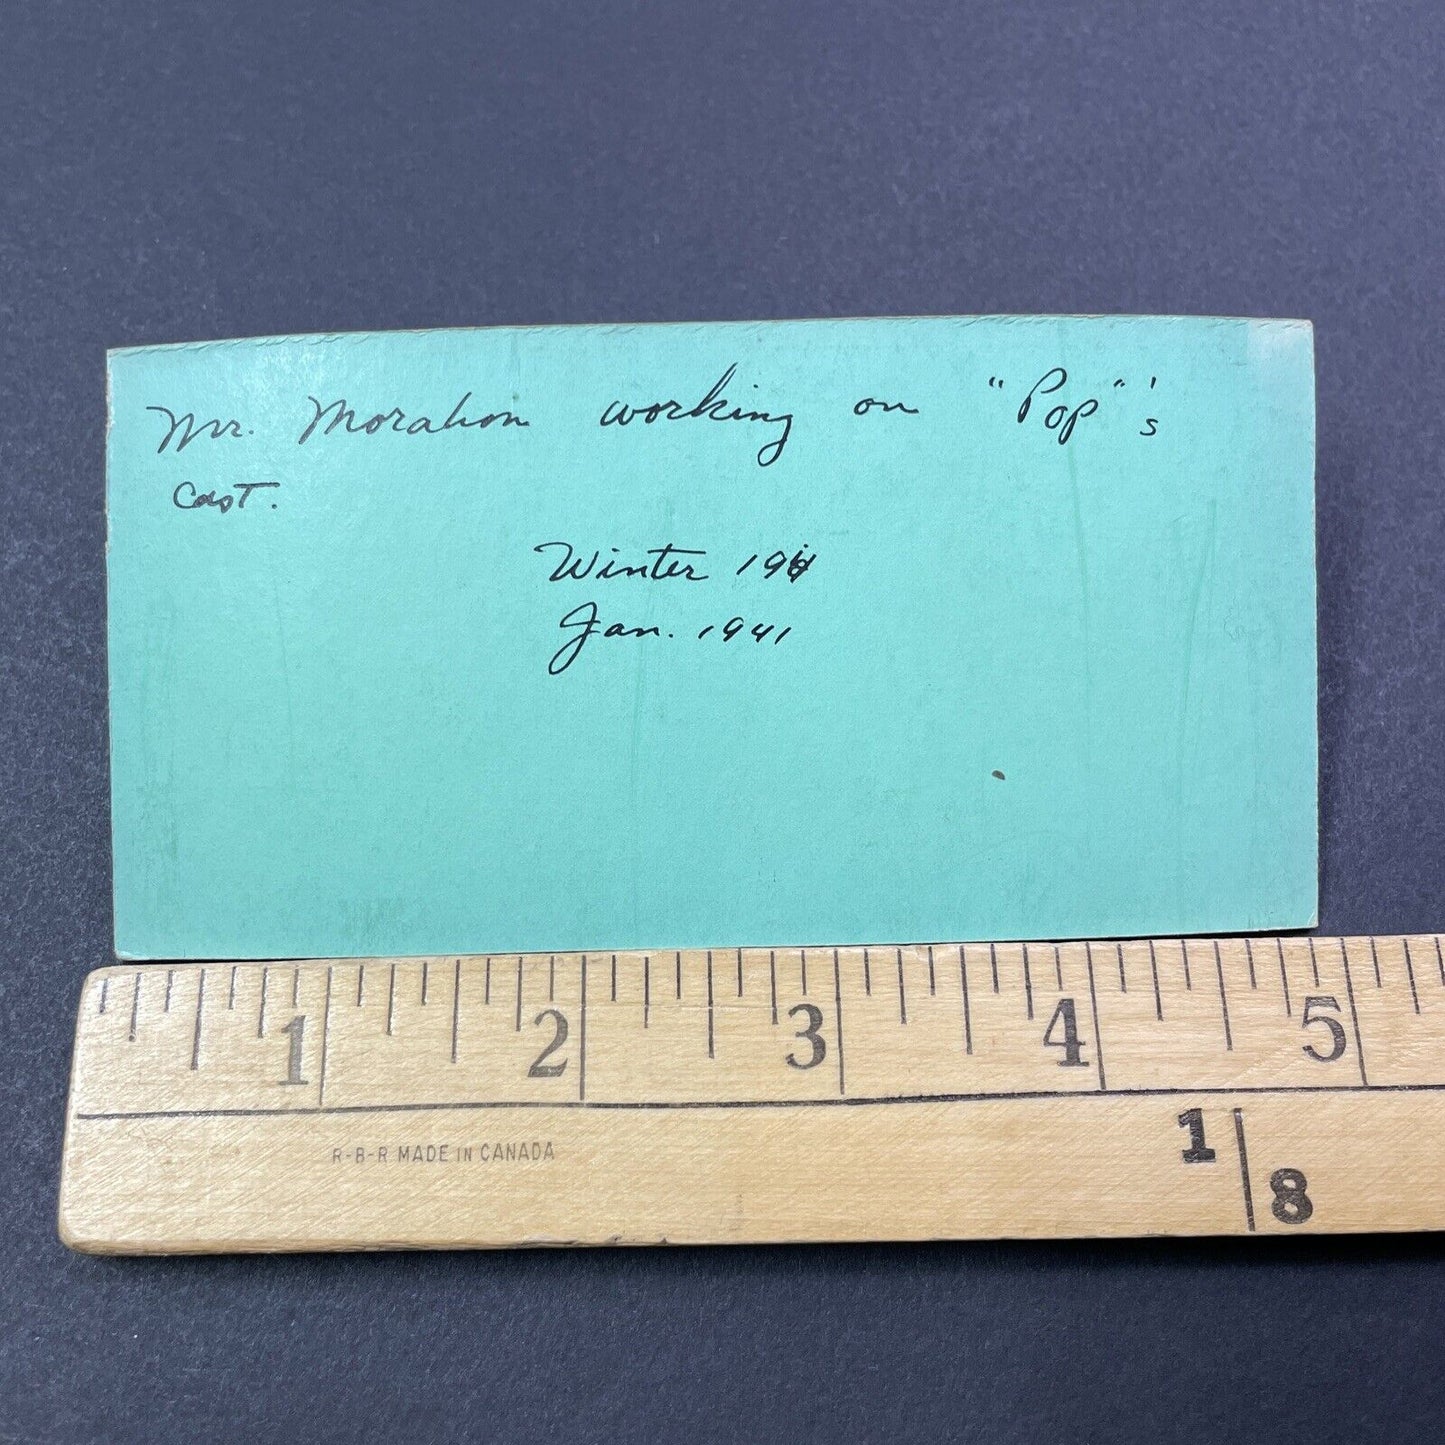 Mr. Morahon working on "Pop"'s
cast.
Winter 194
Jan. 1941
1 2 3 4 5
R-B-R MADE IN CANADA
1
8